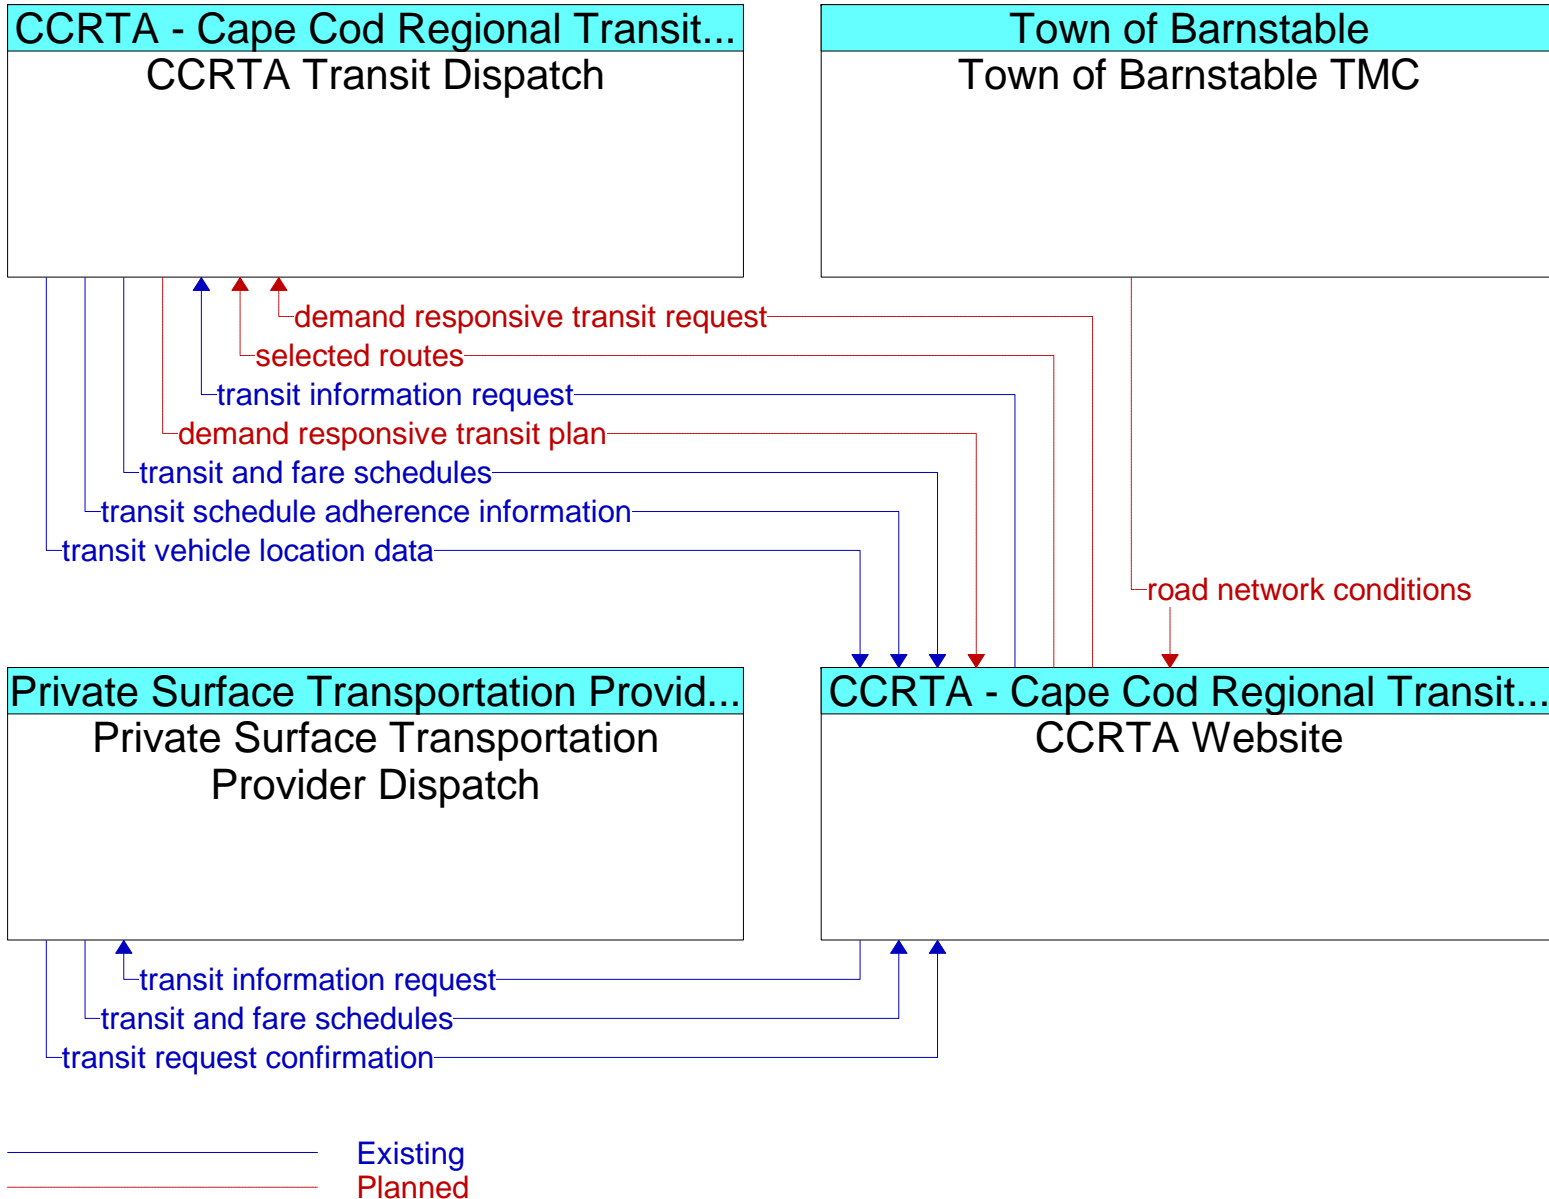 CCRTA - Cape Cod Regional Transit...
CCRTA Transit Dispatch
Town of Barnstable
Town of Barnstable TMC
demand responsive transit request
selected routes
transit information request
demand responsive transit plan
transit and fare schedules
transit schedule adherence information
transit vehicle location data
road network conditions
Private Surface Transportation Provid...
Private Surface Transportation
Provider Dispatch
CCRTA - Cape Cod Regional Transit...
CCRTA Website
transit information request
transit and fare schedules
transit request confirmation
Existing
Planned